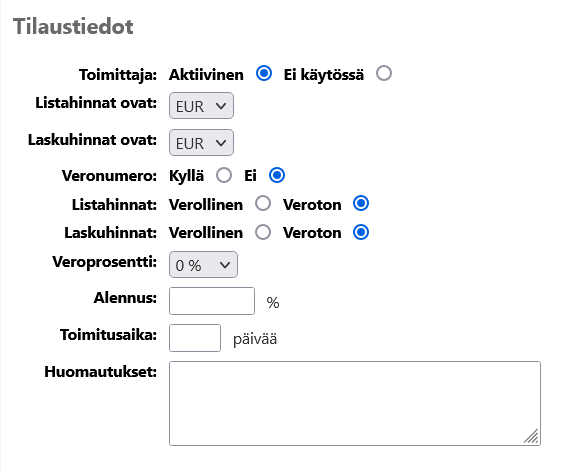 Tilaustiedot
Toimittaja: Aktiivinen Ei käytössä
Listahinnat ovat: EUR
Laskuhinnat ovat: EUR
Veronumero: Kyllä Ei
Listahinnat: Verollinen Veroton
Laskuhinnat: Verollinen Veroton
Veroprosentti: 0 %
Alennus: %
Toimitusaika: päivää
Huomautukset: